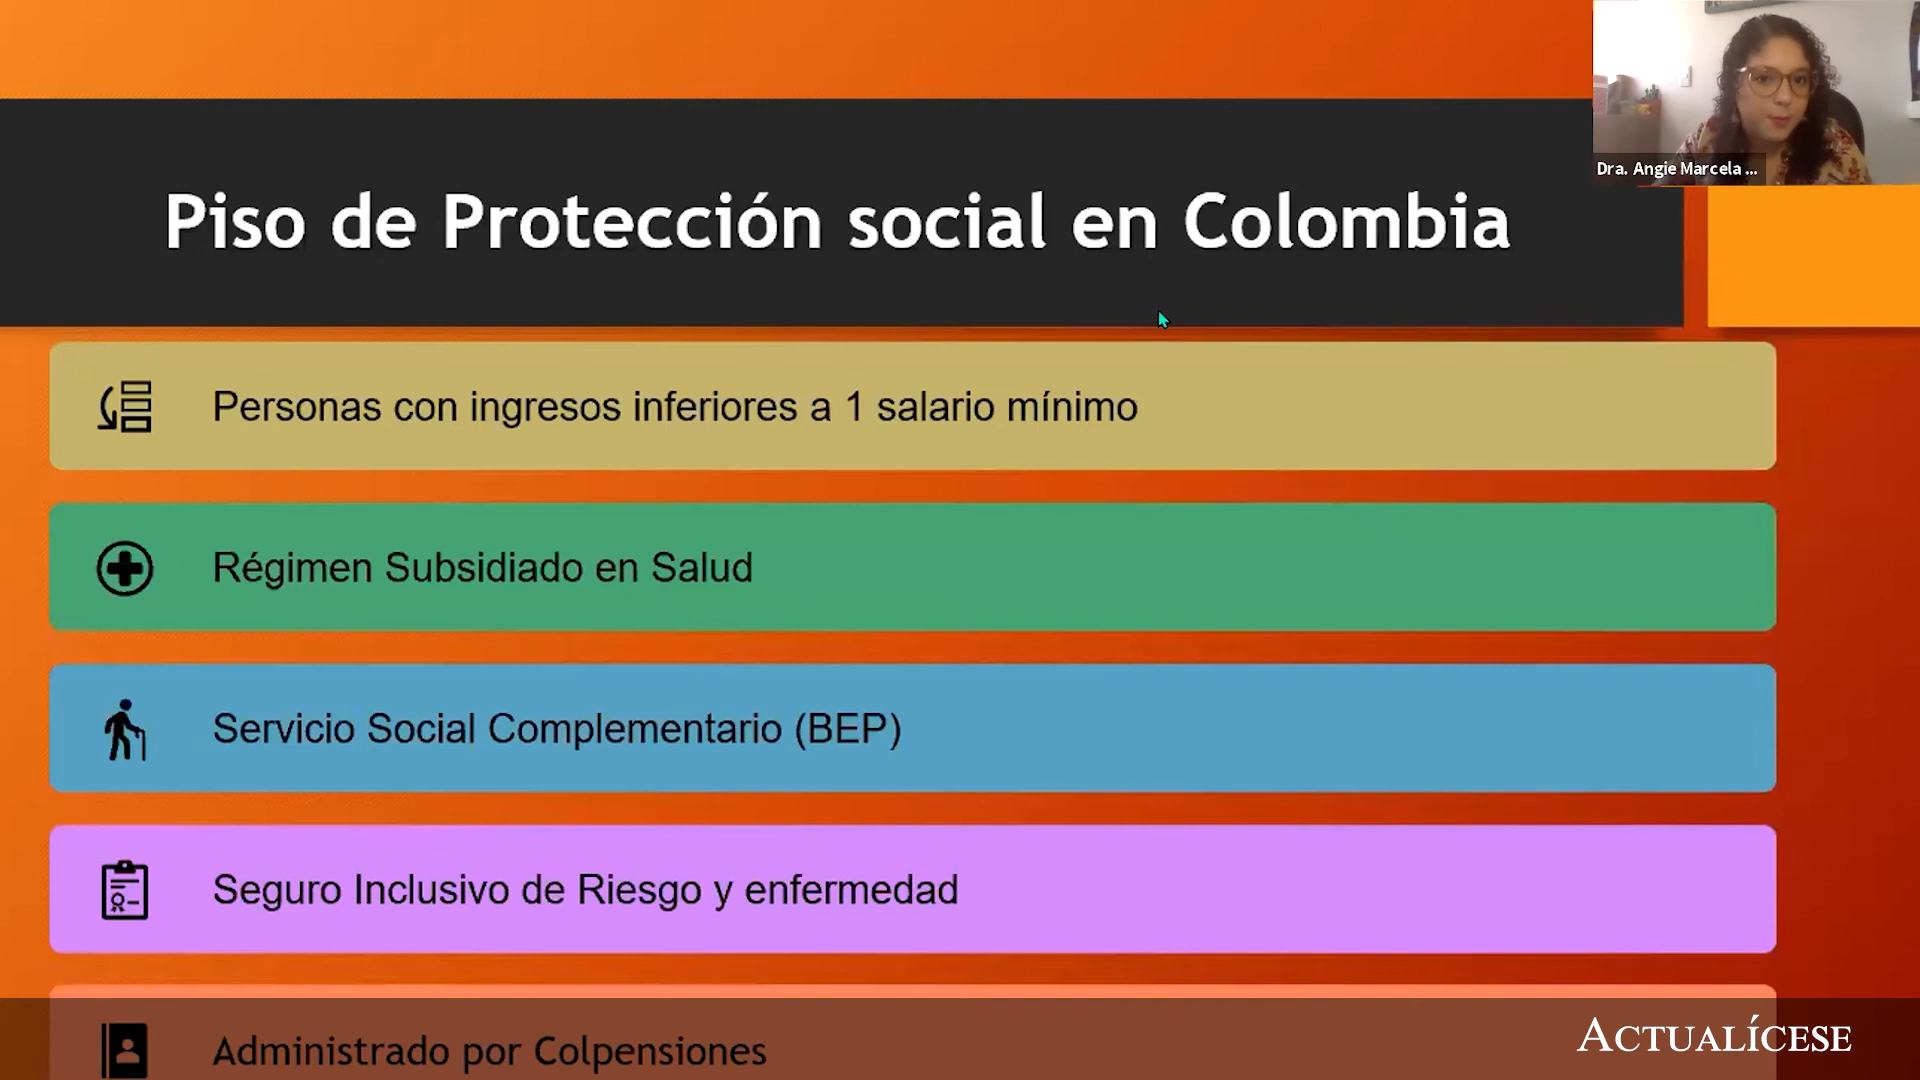 Dra. Angie Marcela ...
Piso de Protección social en Colombia
Personas con ingresos inferiores a 1 salario mínimo
Régimen Subsidiado en Salud
Servicio Social Complementario (BEP)
Seguro Inclusivo de Riesgo y enfermedad
Administrado por Colpensiones
ACTUALÍCESE